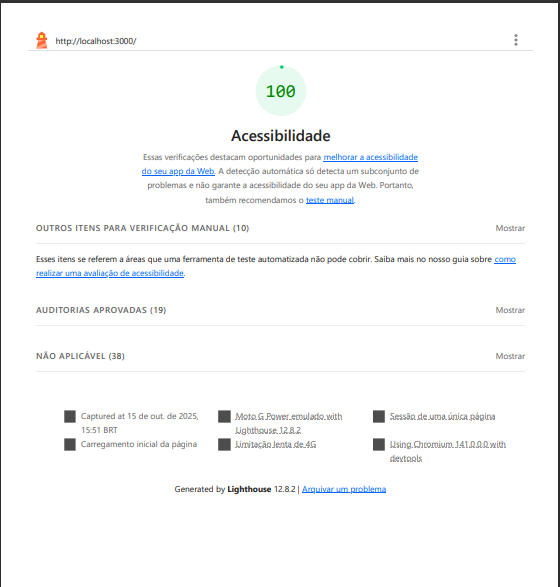 http://localhost:3000/
100
Acessibilidade
Essas verificações destacam oportunidades para melhorar a acessibilidade
do seu app da Web. A detecção automática só detecta um subconjunto de
problemas e não garante a acessibilidade do seu app da Web. Portanto,
também recomendamos o teste manual.
OUTROS ITENS PARA VERIFICAÇÃO MANUAL (10) Mostrar
Esses itens se referem a áreas que uma ferramenta de teste automatizada não pode cobrir. Saiba mais no nosso guia sobre como
realizar uma avaliação de acessibilidade.
AUDITORIAS APROVADAS (19) Mostrar
NÃO APLICÁVEL (38) Mostrar
Captured at 15 de out. de 2025,
15:51 BRT
Moto G Power emulado with
Lighthouse 12.8.2
Sessão de uma única página
Carregamento inicial da página
Limitação lenta de 4G
Using Chromium 141.0.0.0 with
devtools
Generated by Lighthouse 12.8.2 | Arquivar um problema